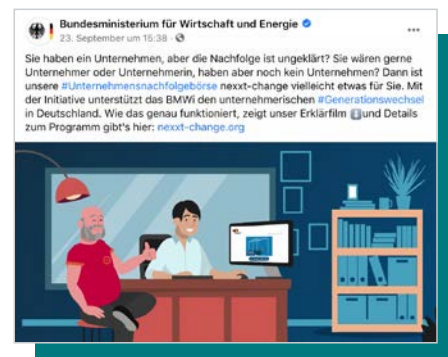 Bundesministerium für Wirtschaft und Energie
23. September um 15:38 ·
Sie haben ein Unternehmen, aber die Nachfolge ist ungeklärt? Sie wären gerne
Unternehmer oder Unternehmerin, haben aber noch kein Unternehmen? Dann ist
unsere #Unternehmensnachfolgebörse nexxt-change vielleicht etwas für Sie. Mit
der Initiative unterstützt das BMWi den unternehmerischen #Generationswechsel
in Deutschland. Wie das genau funktioniert, zeigt unser Erklärfilm ⬇️und Details
zum Programm gibt's hier: nexxt-change.org